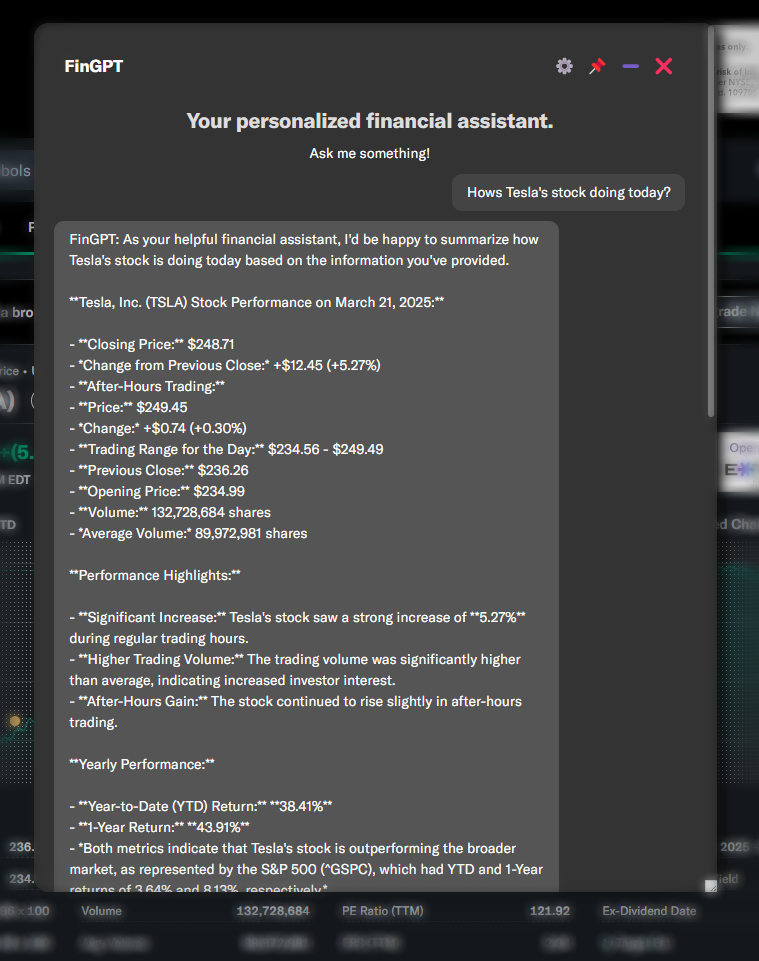 FinGPT
Your personalized financial assistant.
Ask me something!
Hows Tesla's stock doing today?
FinGPT: As your helpful financial assistant, I'd be happy to summarize how
Tesla's stock is doing today based on the information you've provided.
**Tesla, Inc. (TSLA) Stock Performance on March 21, 2025:**
- **Closing Price:** $248.71
- *Change from Previous Close:* +$12.45 (+5.27%)
- **After-Hours Trading:**
- **Price:** $249.45
- *Change:* +$0.74 (+0.30%)
- **Trading Range for the Day:** $234.56 - $249.49
- **Previous Close:** $236.26
- **Opening Price:** $234.99
- **Volume:** 132,728,684 shares
- *Average Volume:* 89,972,981 shares
**Performance Highlights:**
- **Significant Increase:** Tesla's stock saw a strong increase of **5.27%**
during regular trading hours.
- **Higher Trading Volume:** The trading volume was significantly higher
than average, indicating increased investor interest.
- **After-Hours Gain:** The stock continued to rise slightly in after-hours
trading.
**Yearly Performance:**
- **Year-to-Date (YTD) Return:** **38.41%**
- **1-Year Return:** **43.91%**
- *Both metrics indicate that Tesla's stock is outperforming the broader
market, as represented by the S&P 500 (^GSPC), which had YTD and 1-Year
returns of 3.64% and 8.13%, respectively.*
bols
a bro
rice •
A)
+(5.
M EDT
TD
236.
234.
es only.
risk of
er NYSE
rade
Open
d Cha
2025
ield
× 100
Volume
132,728,684
PE Ratio (TTM)
121.92
Ex-Dividend Date